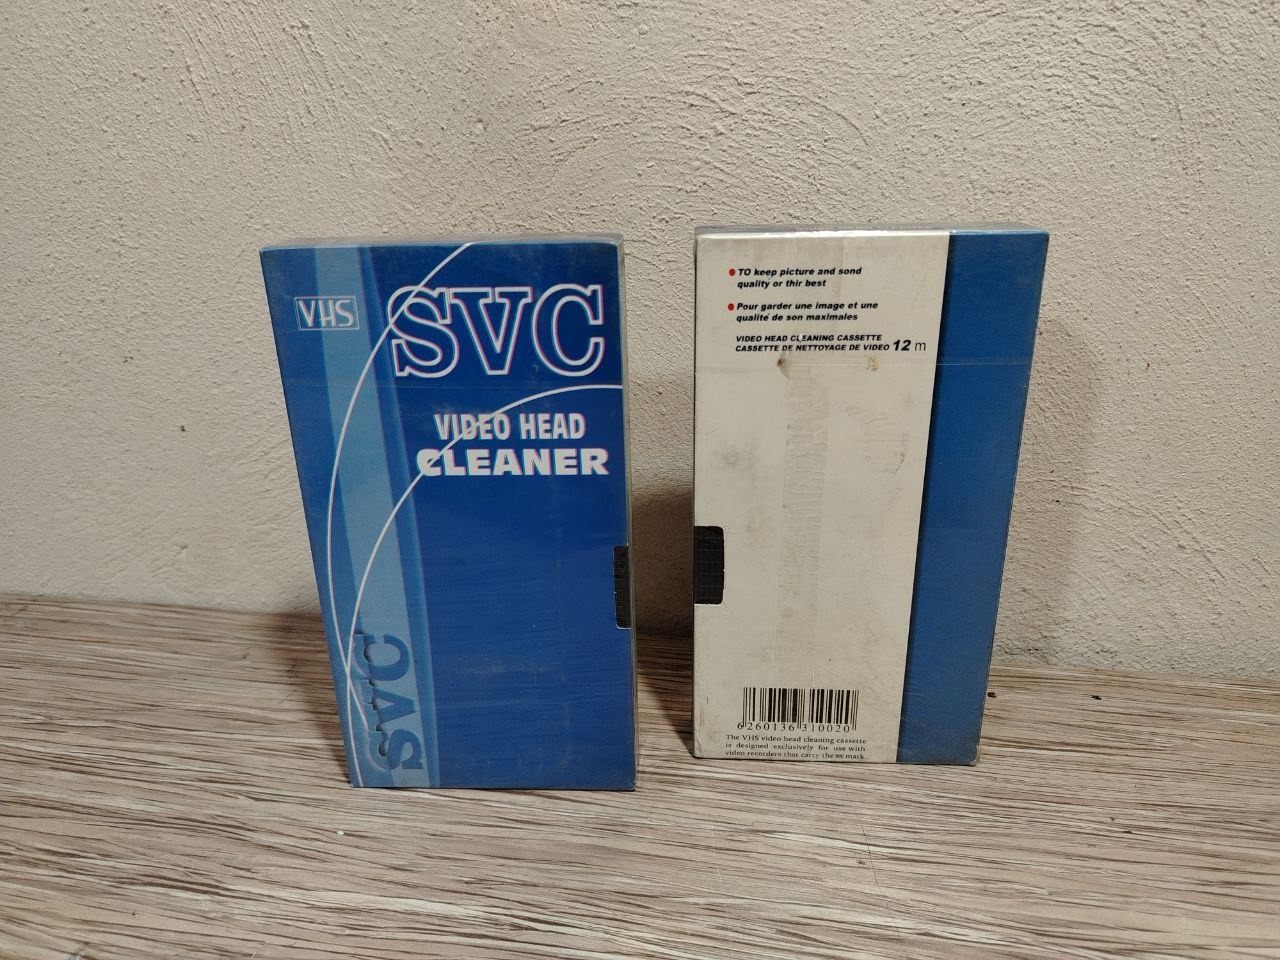 VHS
SVC
VIDEO HEAD
CLEANER
SVC
TO keep picture and sond
quality or thir best
Pour garder une image et une
qualité de son maximales
VIDEO HEAD CLEANING CASSETTE
CASSETTE DE NETTOYAGE DE VIDEO 12 m
6 260136 310020
The VHS video head cleaning cassette
is designed exclusively for use with
video recorders that carry the VHS mark